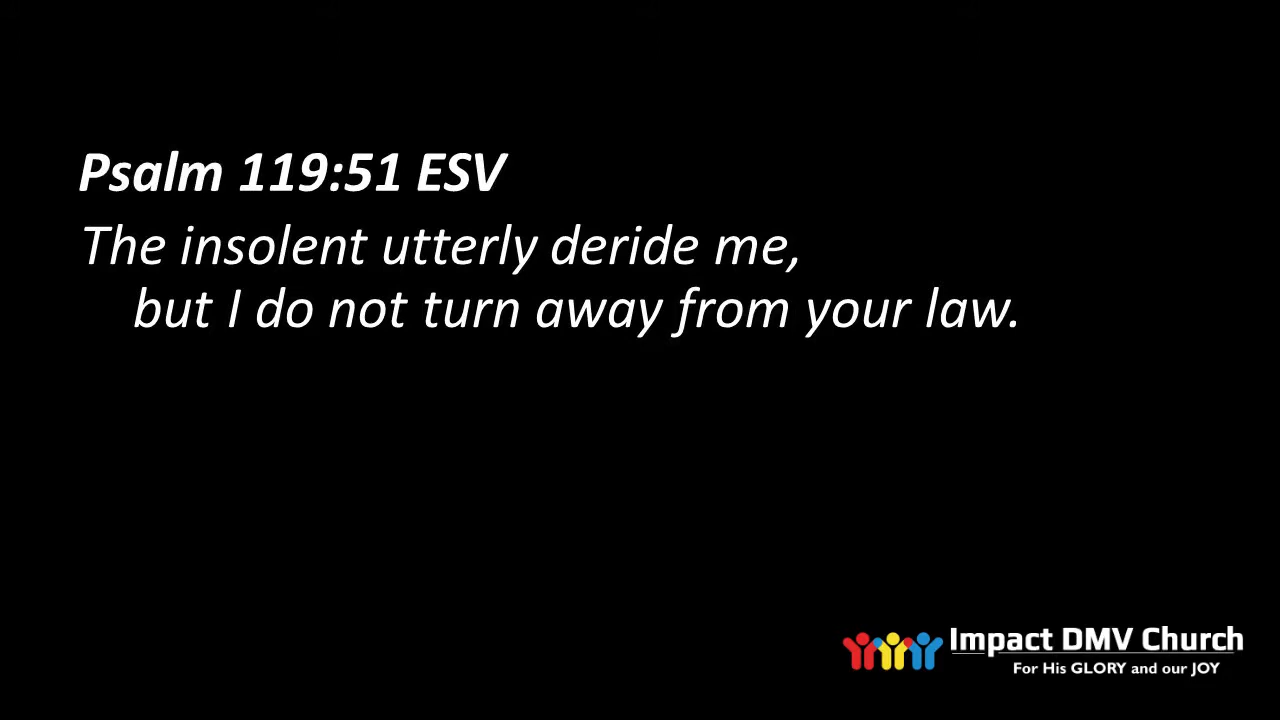 Psalm 119:51 ESV
The insolent utterly deride me,
but I do not turn away from your law.
Impact DMV Church
For His GLORY and our JOY